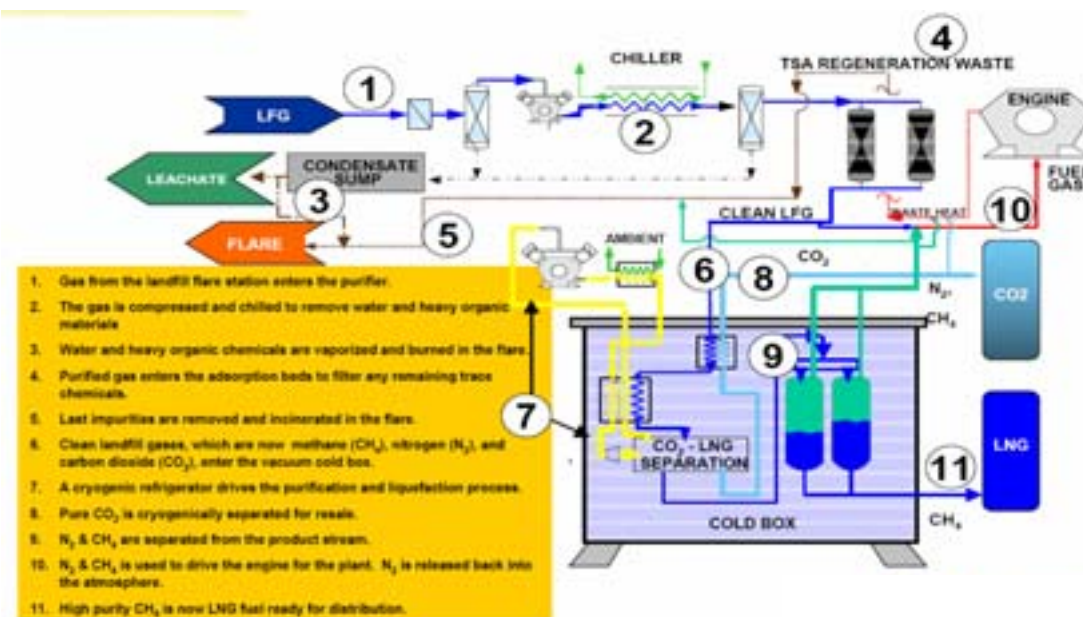 4
CHILLER
TSA REGENERATION WASTE
1
ENGINE
LFG
2
CONDENSATE SUMP
LEACHATE
FUEL GAS
3
10
CLEAN LFG
WASTE HEAT
5
FLARE
AMBIENT
CO₂
6
8
N₂,
CH₄
CO2
9
7
CO₂ - LNG
SEPARATION
LNG
11
COLD BOX
CH₄
1. Gas from the landfill flare station enters the purifier.
2. The gas is compressed and chilled to remove water and heavy organic
materials
3. Water and heavy organic chemicals are vaporized and burned in the flare.
4. Purified gas enters the adsorption beds to filter any remaining trace
chemicals.
5. Last impurities are removed and incinerated in the flare.
6. Clean landfill gases, which are now methane (CH₄), nitrogen (N₂), and
carbon dioxide (CO₂), enter the vacuum cold box.
7. A cryogenic refrigerator drives the purification and liquefaction process.
8. Pure CO₂ is cryogenically separated for resale.
9. N₂ & CH₄ are separated from the product stream.
10. N₂ & CH₄ is used to drive the engine for the plant. N₂ is released back into
the atmosphere.
11. High purity CH₄ is now LNG fuel ready for distribution.